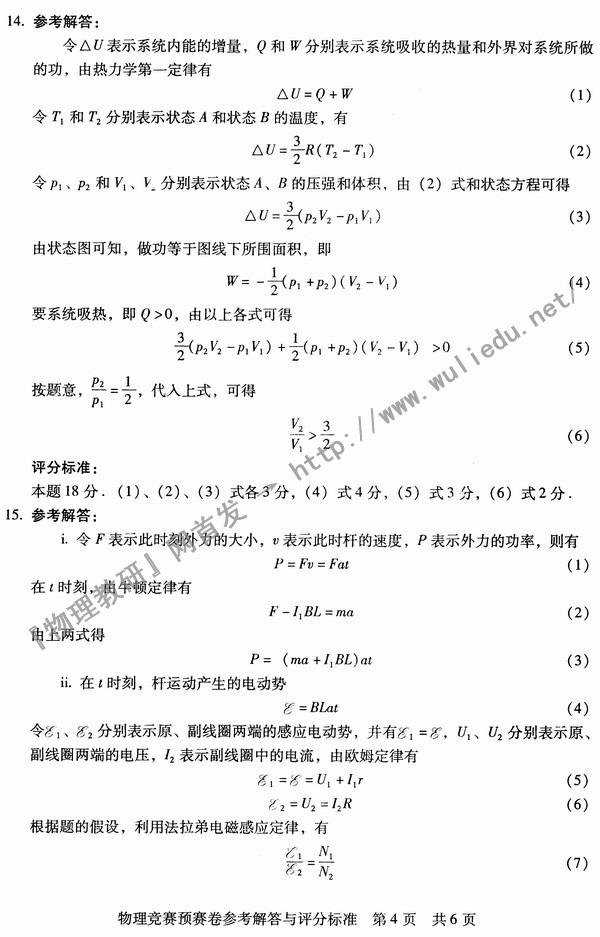 14. 参考解答：
令△U表示系统内能的增量，Q和W分别表示系统吸收的热量和外界对系统所做
的功，由热力学第一定律有
△U=Q+W (1)
令T₁和T₂分别表示状态A和状态B的温度，有
△U=3/2R(T₂-T₁) (2)
令p₁、p₂和V₁、V 分别表示状态A、B的压强和体积，由（2）式和状态方程可得
△U=3/2(p₂V₂-p₁V₁) (3)
由状态图可知，做功等于图线下所围面积，即
W=-1/2(p₁+p₂)(V₂-V₁) (4)
要系统吸热，即Q>0，由以上各式可得
3/2(p₂V₂-p₁V₁)+1/2(p₁+p₂)(V₂-V₁) >0 (5)
按题意，p₂/p₁=1/2，代入上式，可得
V₂/V₁>3/2 (6)
评分标准：
本题18分．(1)、(2)、(3) 式各3分，(4) 式4分，(5) 式3分，(6) 式2分．
15. 参考解答：
i. 令F表示此时刻外力的大小，v表示此时杆的速度，P表示外力的功率，则有
P=Fv=Fat (1)
在t时刻，由牛顿定律有
F-I₁BL=ma (2)
由上两式得
P= (ma+I₁BL)at (3)
ii. 在t时刻，杆运动产生的电动势
ℰ=BLat (4)
令ℰ₁、ℰ₂分别表示原、副线圈两端的感应电动势，并有ℰ₁=ℰ，U₁、U₂分别表示原、
副线圈两端的电压，I₂表示副线圈中的电流，由欧姆定律有
ℰ₁=ℰ=U₁+I₁r (5)
ℰ₂=U₂=I₂R (6)
根据题的假设，利用法拉弟电磁感应定律，有
ℰ₁/ℰ₂=N₁/N₂ (7)
物理竞赛预赛卷参考解答与评分标准 第4页 共6页
『物理教研』网首发 -- http://www.wuliedu.net/